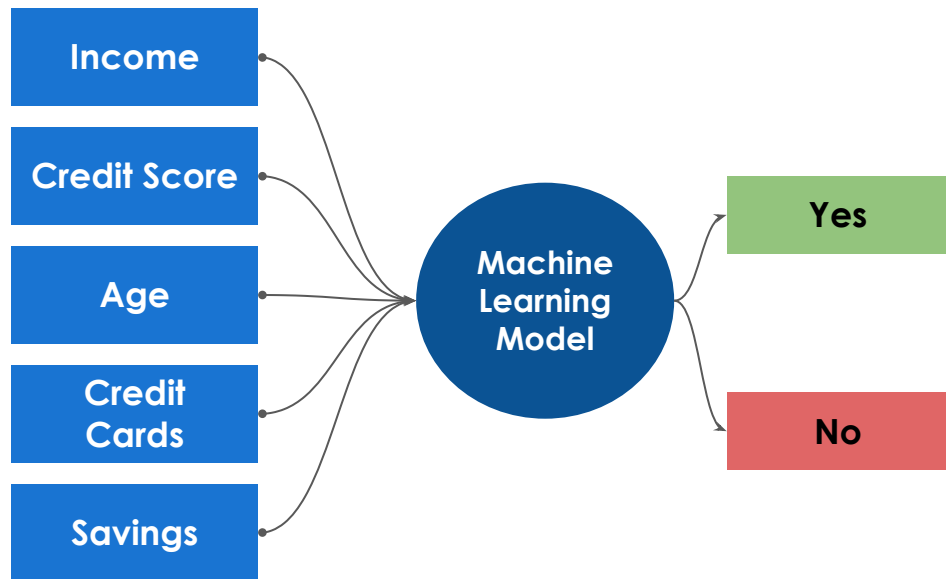 Income
Credit Score
Age
Credit
Cards
Savings
Machine
Learning
Model
Yes
No